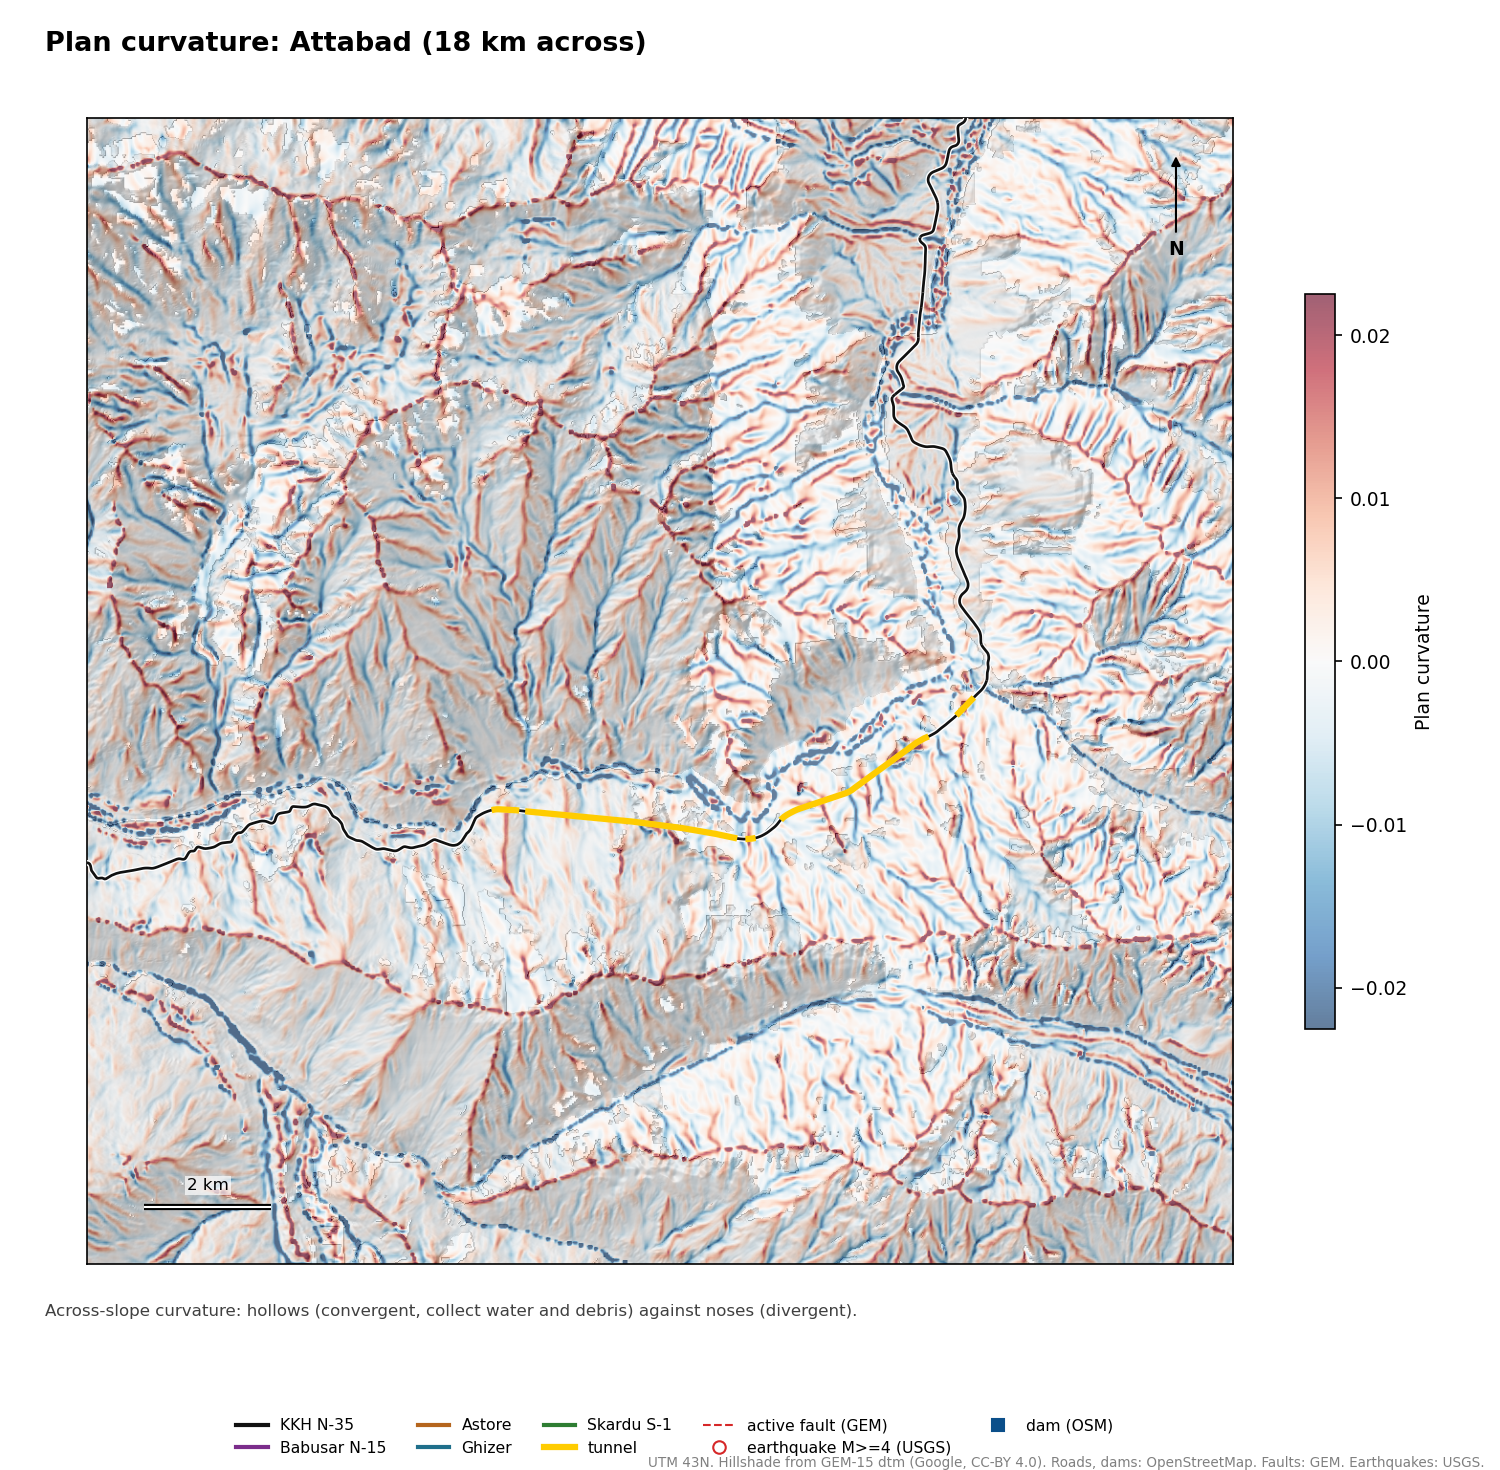 Plan curvature: Attabad (18 km across)
N
0.02
0.01
0.00
−0.01
−0.02
Plan curvature
2 km
Across-slope curvature: hollows (convergent, collect water and debris) against noses (divergent).
KKH N-35
Babusar N-15
Astore
Ghizer
Skardu S-1
tunnel
active fault (GEM)
earthquake M>=4 (USGS)
dam (OSM)
UTM 43N. Hillshade from GEM-15 dtm (Google, CC-BY 4.0). Roads, dams: OpenStreetMap. Faults: GEM. Earthquakes: USGS.